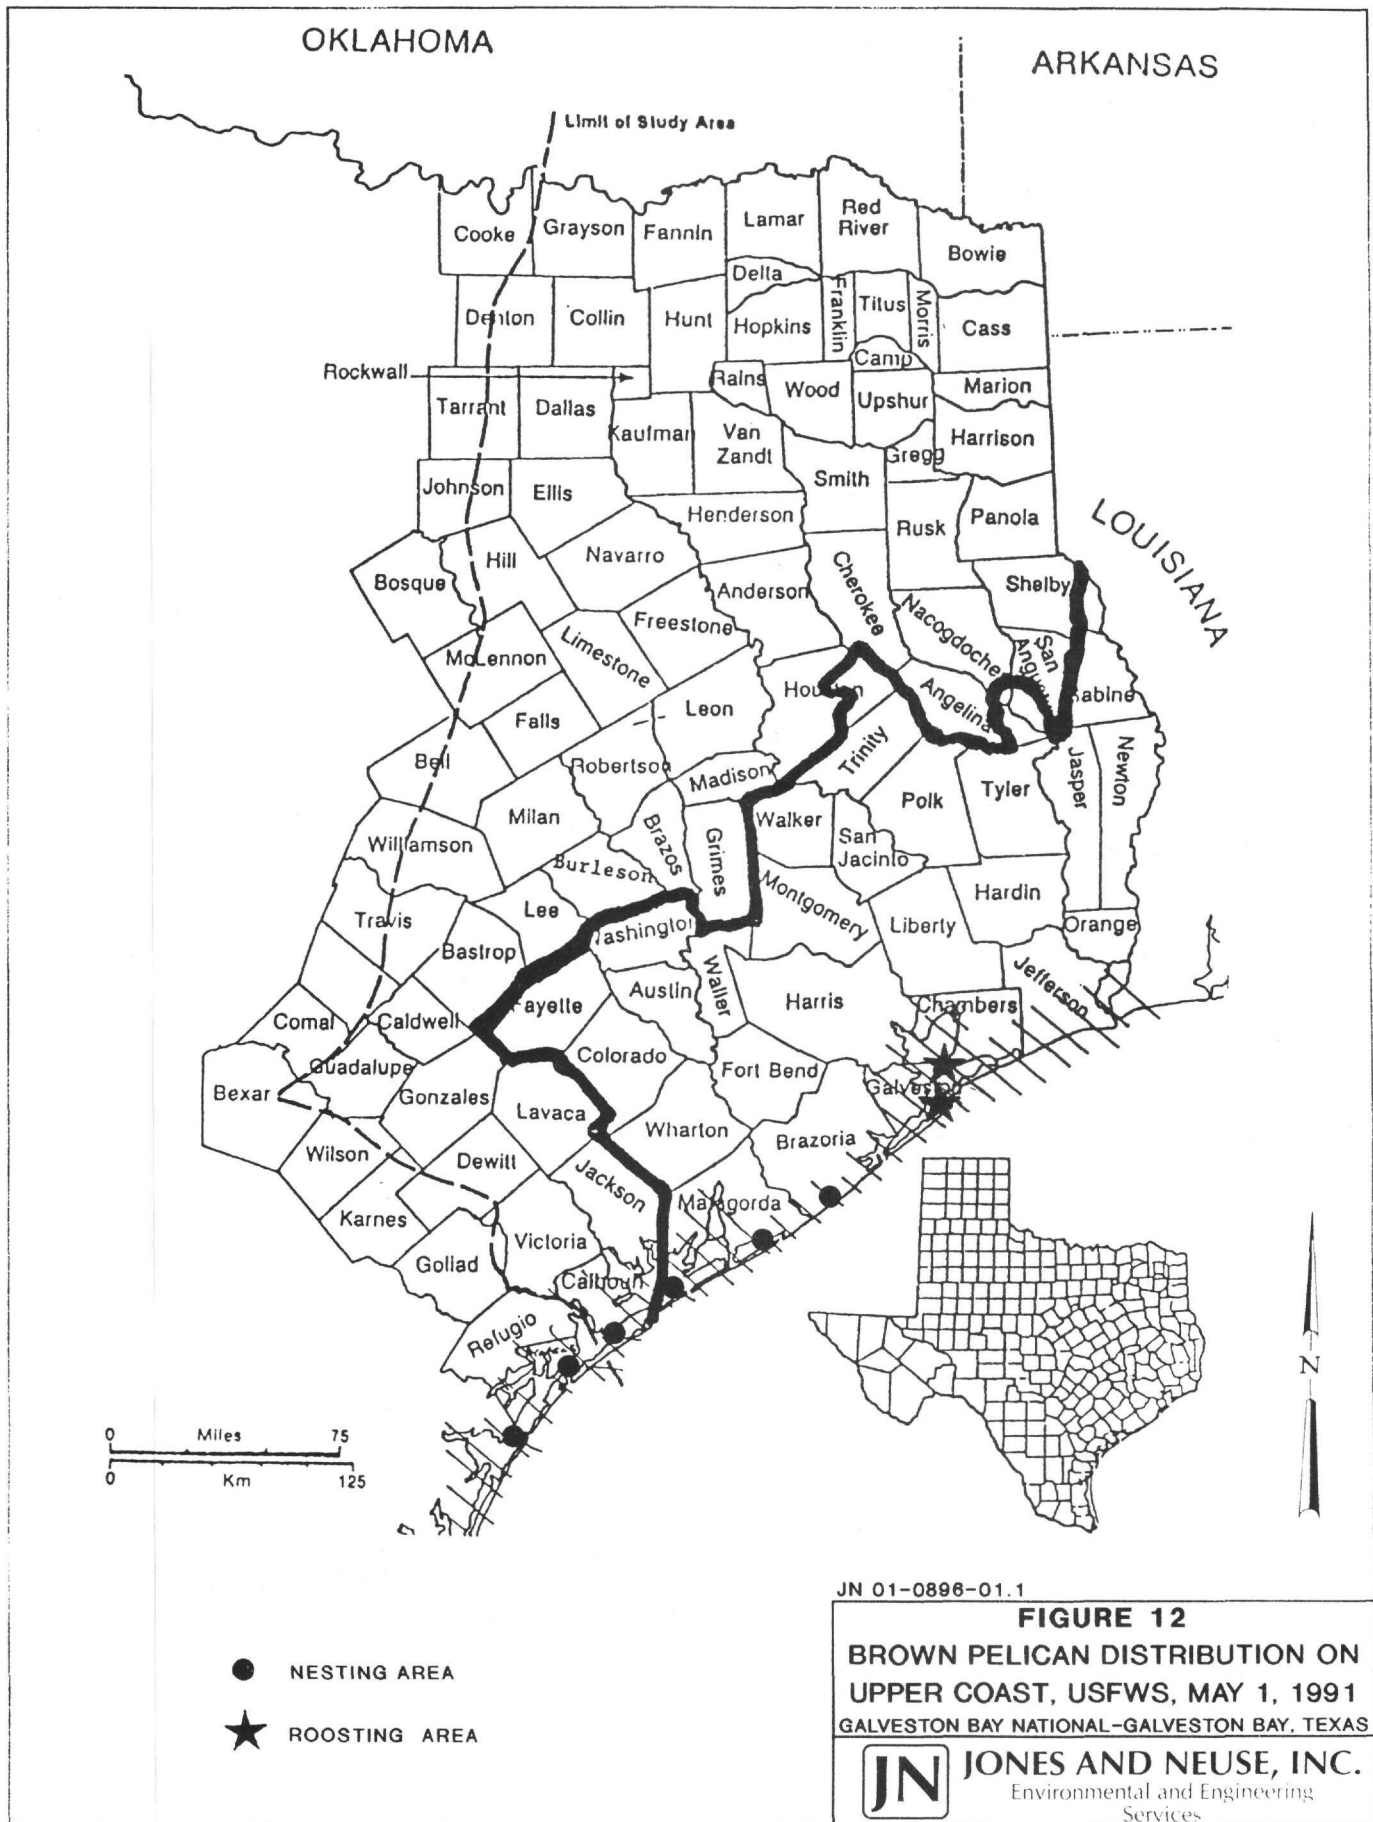 OKLAHOMA
ARKANSAS
Limit of Study Area
Cooke
Grayson
Fannin
Lamar
Red
River
Bowie
Delta
Denton
Collin
Hunt
Hopkins
Franklin
Titus
Morris
Cass
Camp
Rockwall
Rains
Wood
Upshur
Marion
Tarrant
Dallas
Kaufman
Van
Zandt
Gregg
Harrison
Smith
Johnson
Ellis
Henderson
Rusk
Panola
LOUISIANA
Bosque
Hill
Navarro
Anderson
Cherokee
Shelby
Freestone
Nacogdoche
San
McLennon
Limestone
Houston
Angelina
Sabine
Leon
Falls
Trinity
Bell
Robertson
Madison
Jasper
Newton
Polk
Tyler
Milan
Walker
Williamson
Brazos
Grimes
San
Jacinto
Burleson
Montgomery
Hardin
Lee
Travis
Washington
Liberty
Orange
Bastrop
Waller
Jefferson
Austin
Harris
Chambers
Fayette
Comal
Caldwell
Colorado
Guadalupe
Fort Bend
Galveston
Bexar
Gonzales
Lavaca
Wharton
Brazoria
Wilson
Dewitt
Jackson
Matagorda
Karnes
Victoria
Goliad
Calhoun
Refugio
Aransas
0 Miles 75
0 Km 125
N
NESTING AREA
ROOSTING AREA
JN 01-0896-01.1
FIGURE 12
BROWN PELICAN DISTRIBUTION ON
UPPER COAST, USFWS, MAY 1, 1991
GALVESTON BAY NATIONAL-GALVESTON BAY, TEXAS
JN
JONES AND NEUSE, INC.
Environmental and Engineering
Services